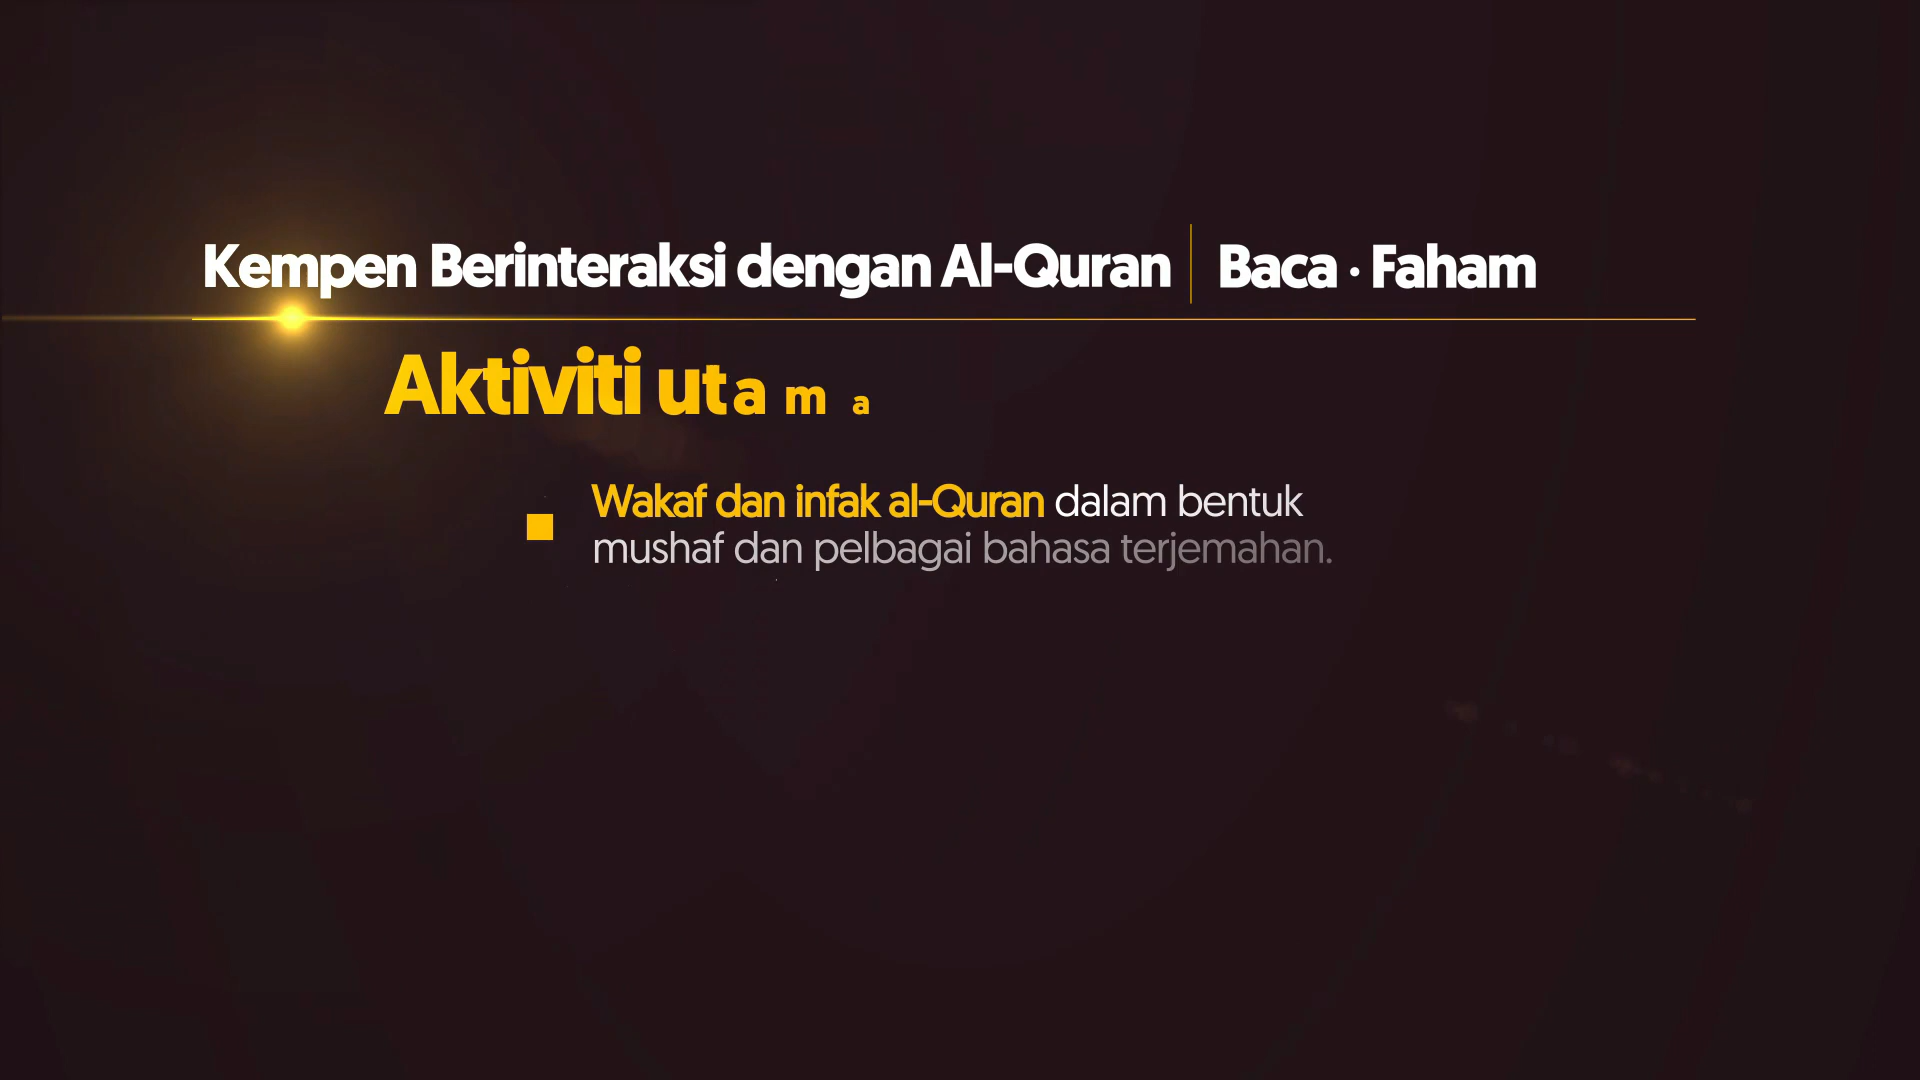 Kempen Berinteraksi dengan Al-Quran | Baca · Faham
Aktiviti utama
Wakaf dan infak al-Quran dalam bentuk
mushaf dan pelbagai bahasa terjemahan.